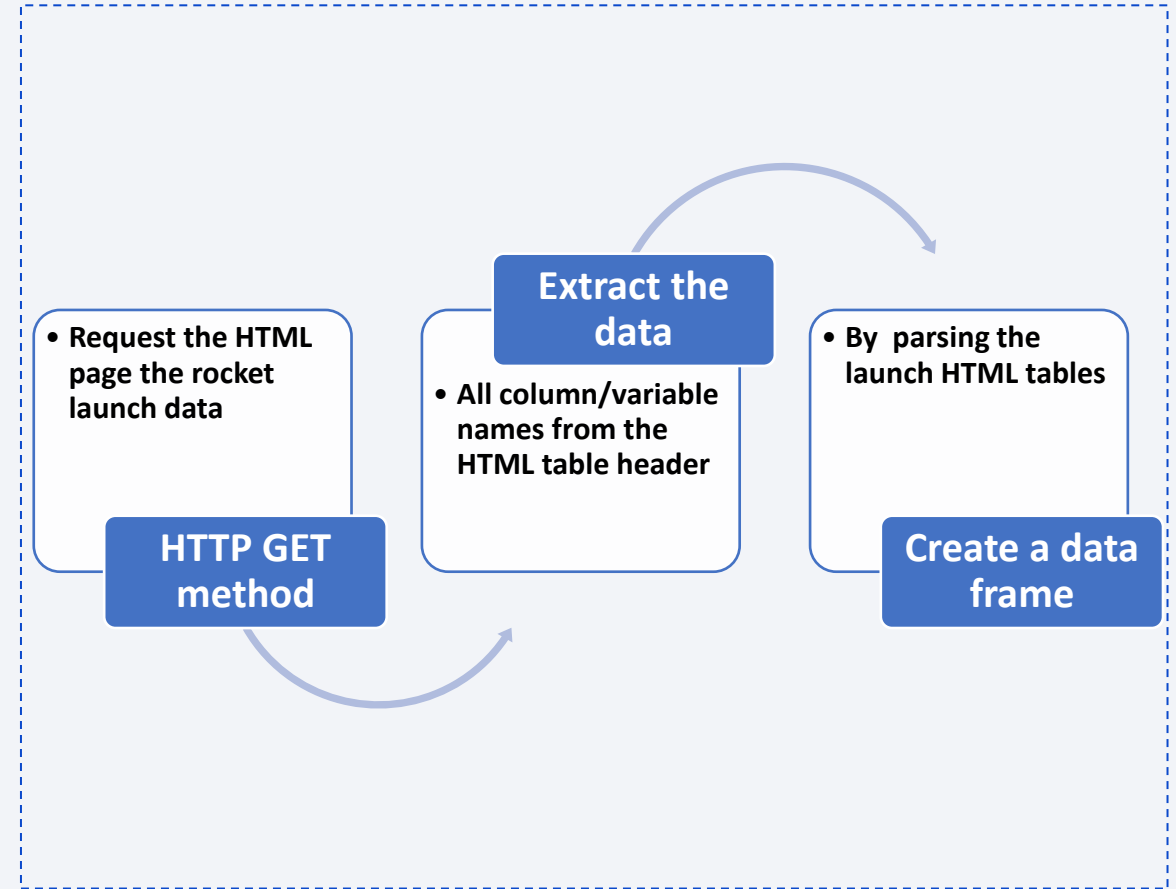 • Request the HTML
page the rocket
launch data
HTTP GET
method
Extract the
data
• All column/variable
names from the
HTML table header
• By  parsing the
launch HTML tables
Create a data
frame